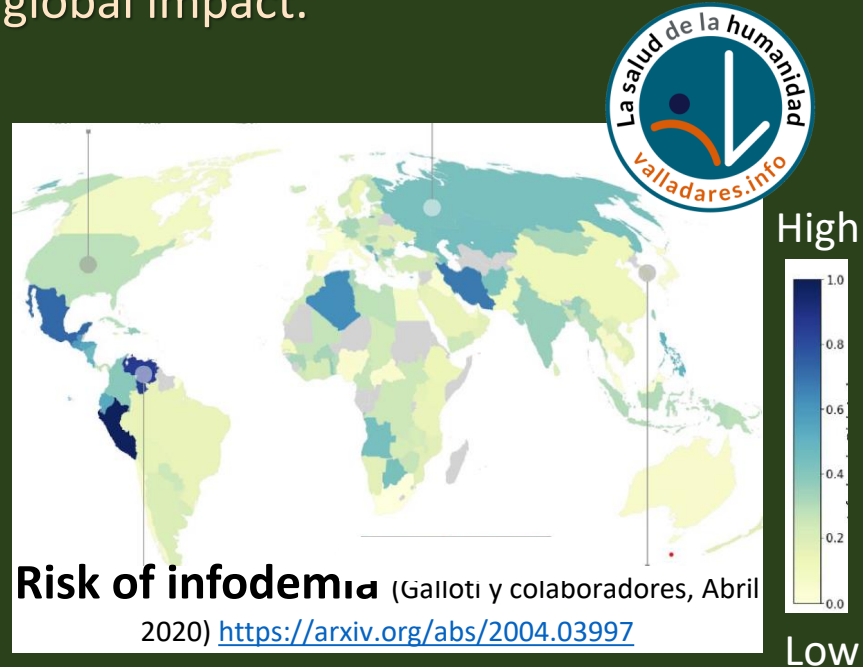 global impact.
La salud de la humanidad
valladares.info
High
1.0
0.8
0.6
0.4
0.2
0.0
Low
Risk of infodemia (Galloti y colaboradores, Abril
2020) https://arxiv.org/abs/2004.03997